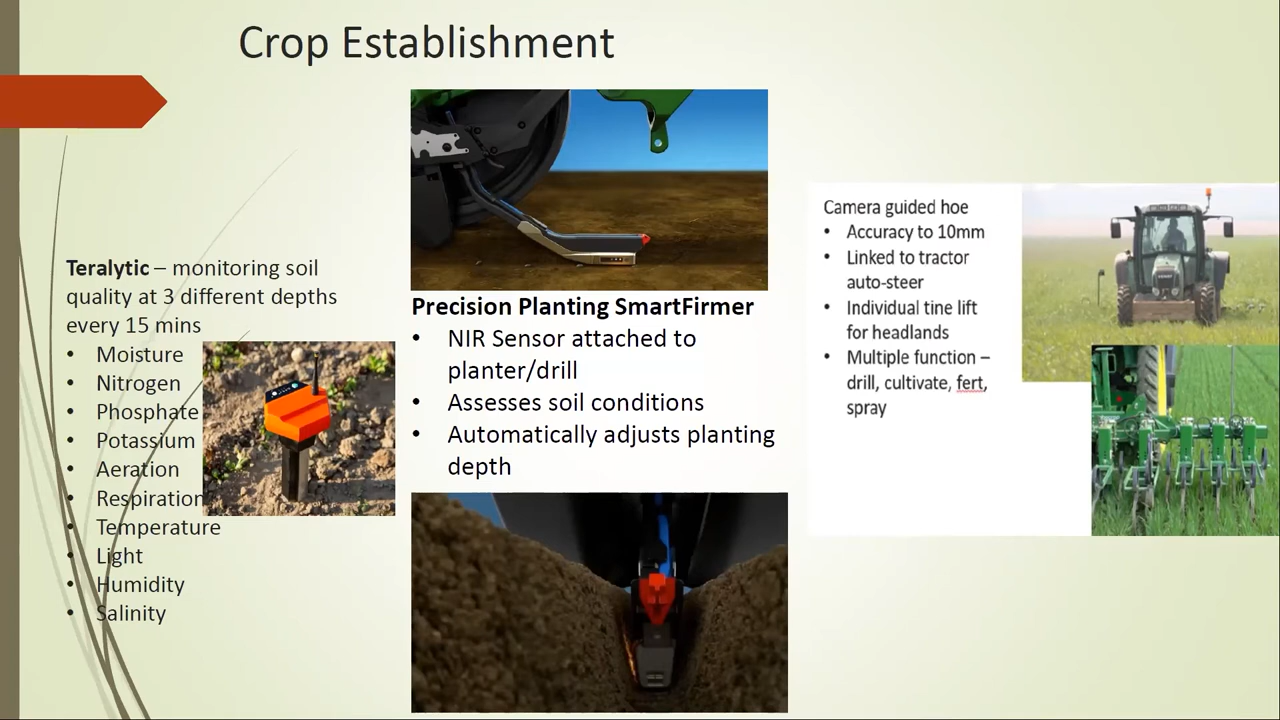 Crop Establishment
Teralytic – monitoring soil
quality at 3 different depths
every 15 mins
• Moisture
• Nitrogen
• Phosphate
• Potassium
• Aeration
• Respiration
• Temperature
• Light
• Humidity
• Salinity
Precision Planting SmartFirmer
• NIR Sensor attached to
planter/drill
• Assesses soil conditions
• Automatically adjusts planting
depth
Camera guided hoe
• Accuracy to 10mm
• Linked to tractor
auto-steer
• Individual tine lift
for headlands
• Multiple function –
drill, cultivate, fert,
spray